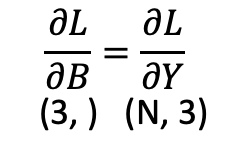 ∂L/∂B = ∂L/∂Y
(3, ) (N, 3)